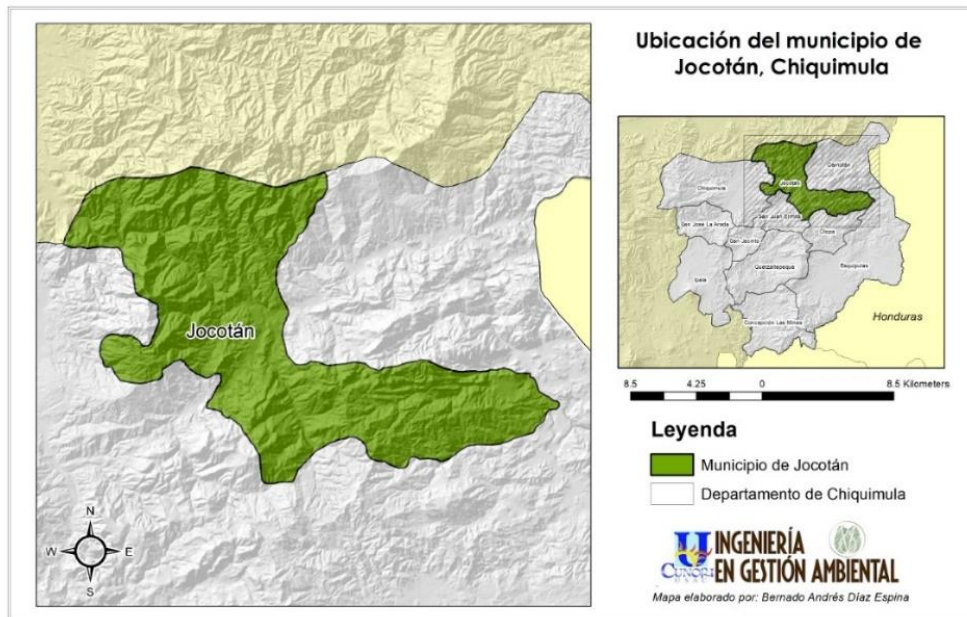 Ubicación del municipio de
Jocotán, Chiquimula
Jocotán
N
W E
S
Chiquimula
Jocotán
Camotán
San José La Arada
San Juan Ermita
Olopa
San Jacinto
Quetzaltepeque
Esquipulas
Ipala
Concepción Las Minas
Honduras
8.5 4.25 0 8.5 Kilometers
Leyenda
Municipio de Jocotán
Departamento de Chiquimula
U
CUNORI
USAC
INGENIERÍA
EN GESTIÓN AMBIENTAL
Mapa elaborado por: Bernado Andrés Díaz Espina